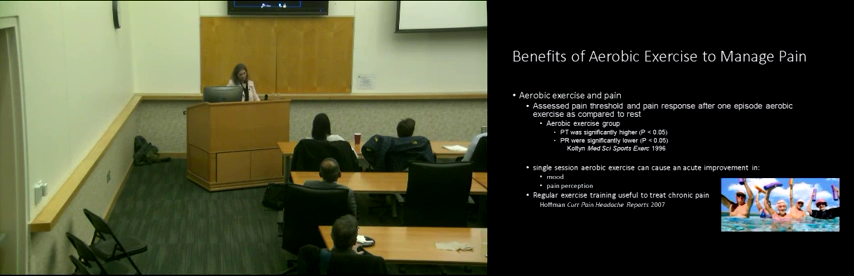 Benefits of Aerobic Exercise to Manage Pain
• Aerobic exercise and pain
• Assessed pain threshold and pain response after one episode aerobic
exercise as compared to rest
• Aerobic exercise group
• PT was significantly higher (P < 0.05)
• PR were significantly lower (P < 0.05)
Koltyn Med Sci Sports Exerc 1996
• single session aerobic exercise can cause an acute improvement in:
• mood
• pain perception
• Regular exercise training useful to treat chronic pain
Hoffman Curr Pain Headache Reports 2007